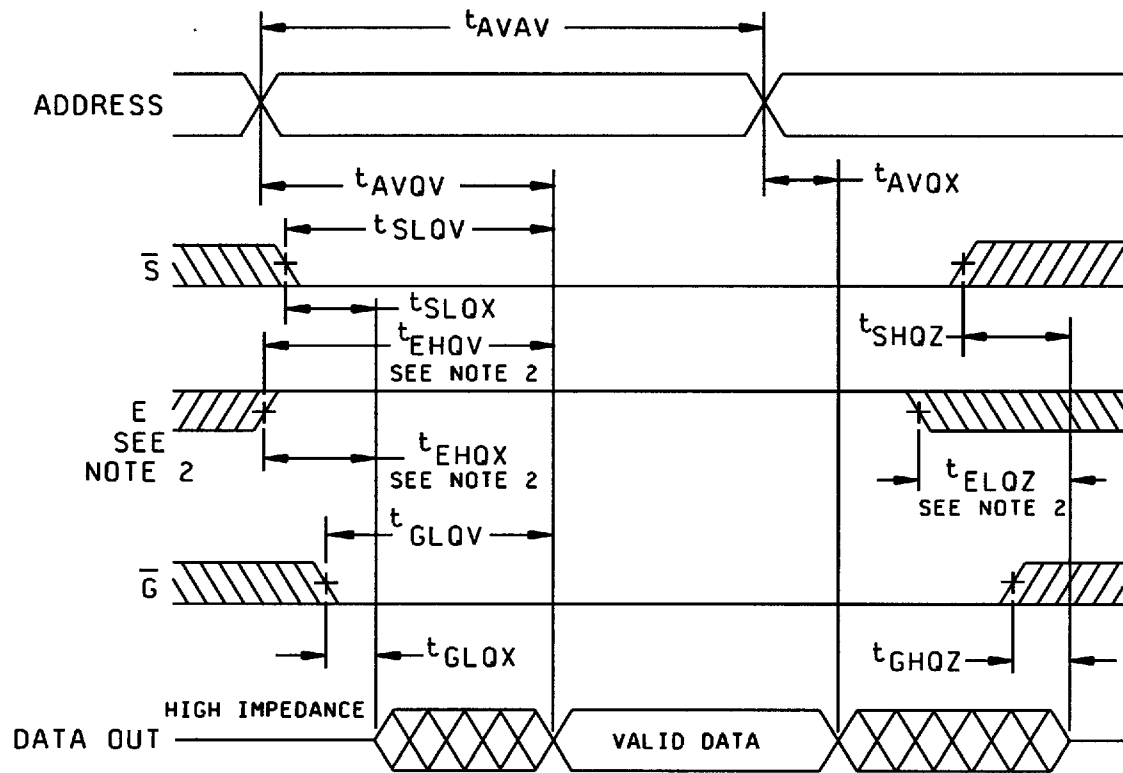 tAVAV
ADDRESS
tAVQV
tAVQX
tSLQV
S̅
tSLQX
tSHQZ
tEHQV
SEE NOTE 2
E
SEE
NOTE 2
tEHQX
SEE NOTE 2
tELQZ
SEE NOTE 2
tGLQV
G̅
tGLQX
tGHQZ
HIGH IMPEDANCE
DATA OUT
VALID DATA